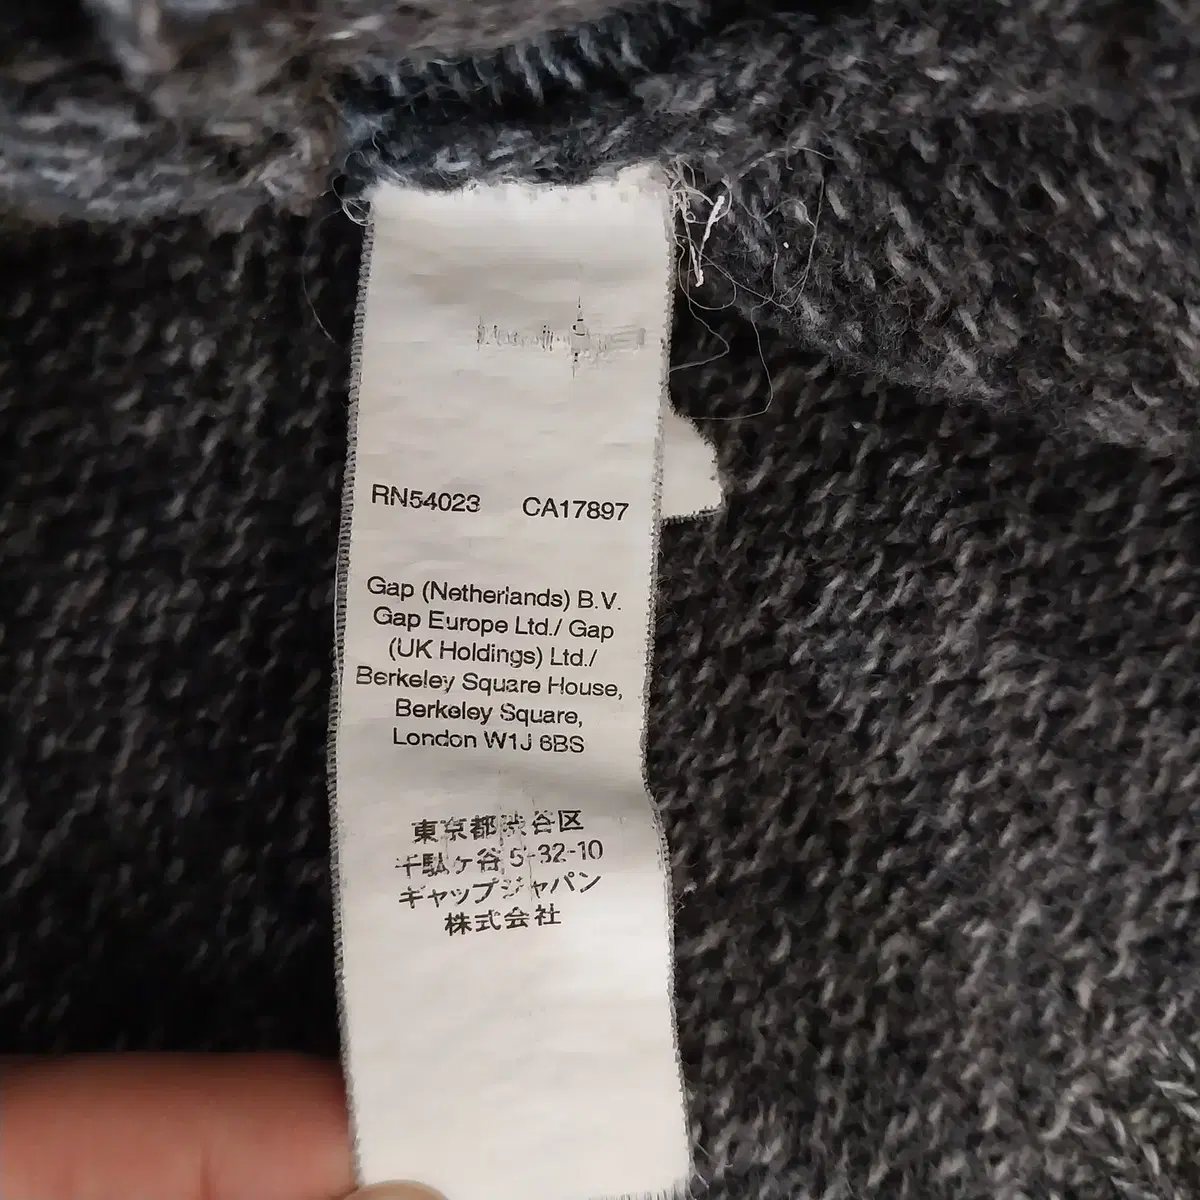 RN54023 CA17897
Gap (Netherlands) B.V.
Gap Europe Ltd./ Gap
(UK Holdings) Ltd./
Berkeley Square House,
Berkeley Square,
London W1J 6BS
東京都渋谷区
千駄ヶ谷 5-32-10
ギャップジャパン
株式会社